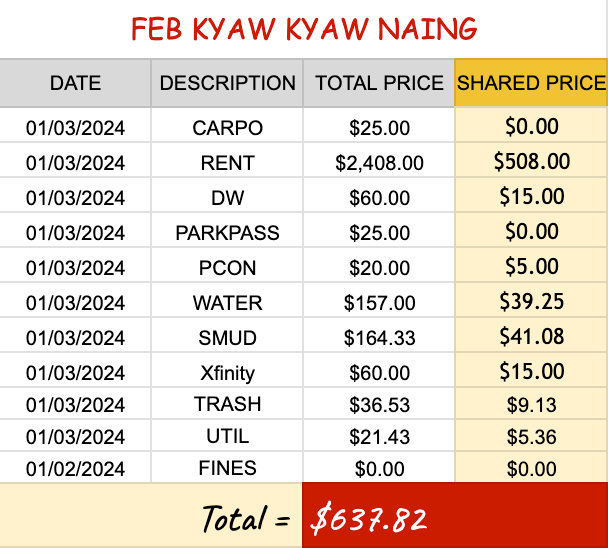 FEB KYAW KYAW NAING
DATE DESCRIPTION TOTAL PRICE SHARED PRICE
01/03/2024 CARPO $25.00 $0.00
01/03/2024 RENT $2,408.00 $508.00
01/03/2024 DW $60.00 $15.00
01/03/2024 PARKPASS $25.00 $0.00
01/03/2024 PCON $20.00 $5.00
01/03/2024 WATER $157.00 $39.25
01/03/2024 SMUD $164.33 $41.08
01/03/2024 Xfinity $60.00 $15.00
01/03/2024 TRASH $36.53 $9.13
01/03/2024 UTIL $21.43 $5.36
01/02/2024 FINES $0.00 $0.00
Total = $637.82